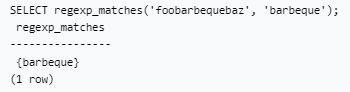 SELECT regexp_matches('foobarbequebaz', 'barbeque');
 regexp_matches
----------------
 {barbeque}
(1 row)